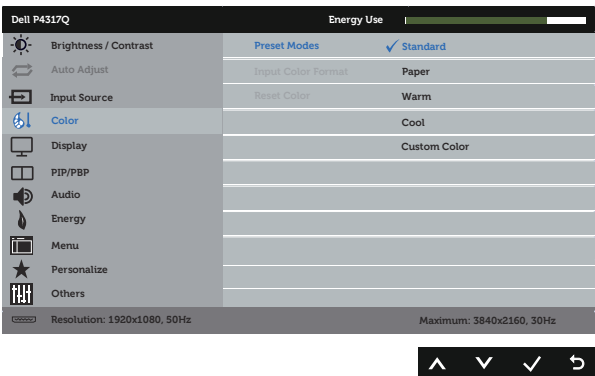 Dell P4317Q Energy Use
Brightness / Contrast Preset Modes Standard
Auto Adjust Input Color Format Paper
Input Source Reset Color Warm
Color Cool
Display Custom Color
PIP/PBP
Audio
Energy
Menu
Personalize
Others
Resolution: 1920x1080, 50Hz Maximum: 3840x2160, 30Hz